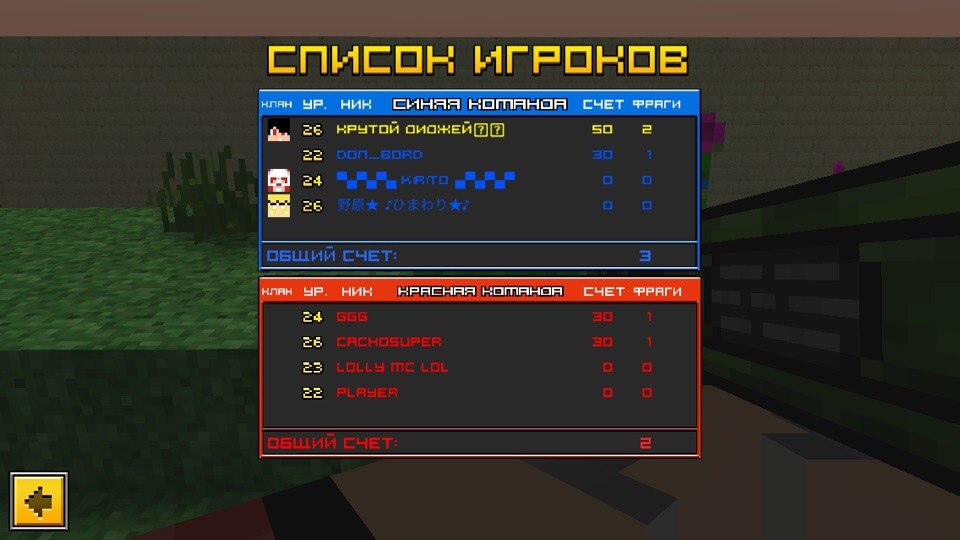 СПИСОК ИГРОКОВ
КЛАН УР. НИК СИНЯЯ КОМАНДА СЧЕТ ФРАГИ
26 КРУТОЙ ДИДЖЕЙ 50 2
22 DON_BORD 30 1
24 KIRITO 0 0
26 野原★ ♪ひまわり★♪ 0 0
ОБЩИЙ СЧЕТ: 3
КЛАН УР. НИК КРАСНАЯ КОМАНДА СЧЕТ ФРАГИ
24 GGG 30 1
26 CACHOSUPER 30 1
23 LOLLY MC LOL 0 0
22 PLAYER 0 0
ОБЩИЙ СЧЕТ: 2